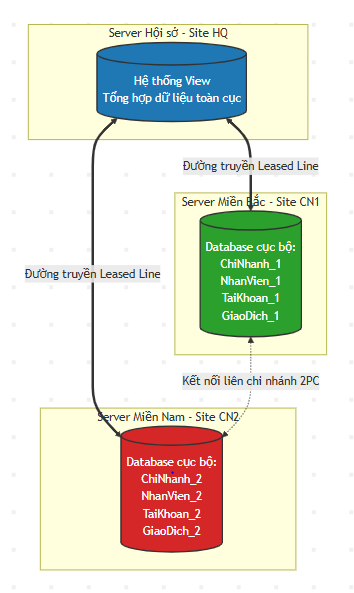 Server Hội sở - Site HQ
Hệ thống View
Tổng hợp dữ liệu toàn cục
Đường truyền Leased Line
Server Miền Bắc - Site CN1
Database cục bộ:
ChiNhanh_1
NhanVien_1
TaiKhoan_1
GiaoDich_1
Đường truyền Leased Line
Kết nối liên chi nhánh 2PC
Server Miền Nam - Site CN2
Database cục bộ:
ChiNhanh_2
NhanVien_2
TaiKhoan_2
GiaoDich_2